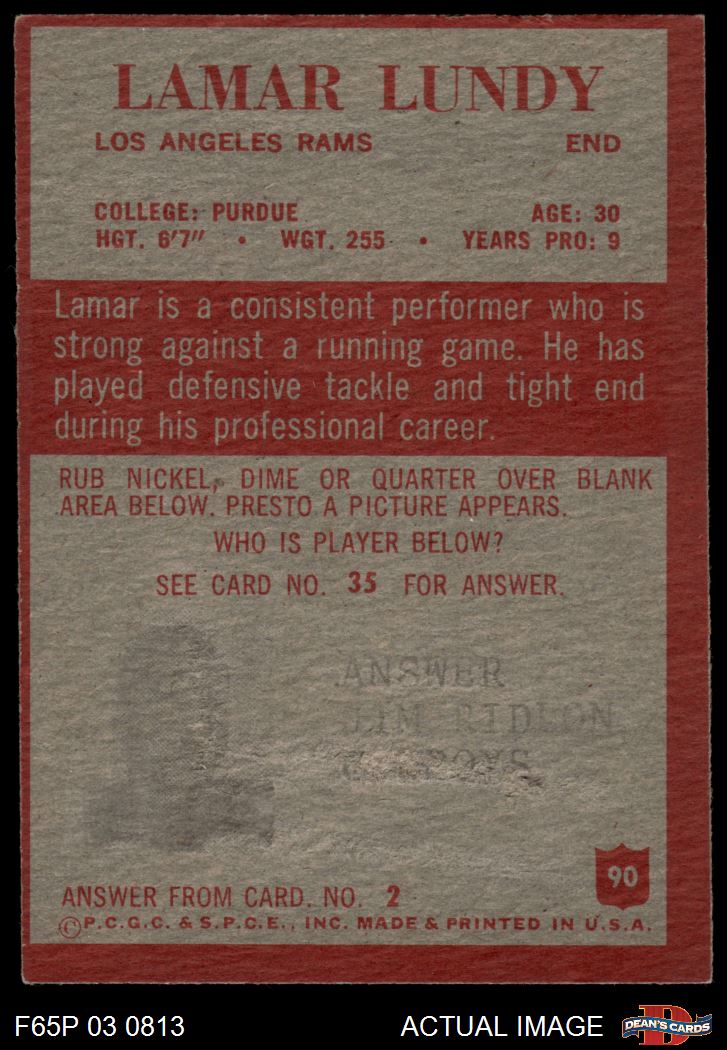 LAMAR LUNDY
LOS ANGELES RAMS END
COLLEGE: PURDUE AGE: 30
HGT. 6'7" • WGT. 255 • YEARS PRO: 9
Lamar is a consistent performer who is
strong against a running game. He has
played defensive tackle and tight end
during his professional career.
RUB NICKEL, DIME OR QUARTER OVER BLANK
AREA BELOW. PRESTO A PICTURE APPEARS.
WHO IS PLAYER BELOW?
SEE CARD NO. 35 FOR ANSWER.
ANSWER
JIM RIDLON
90
ANSWER FROM CARD. NO. 2
©P.C.G.C. & S.P.C.E., INC. MADE & PRINTED IN U.S.A.
F65P 03 0813 ACTUAL IMAGE
D
DEAN'S CARDS